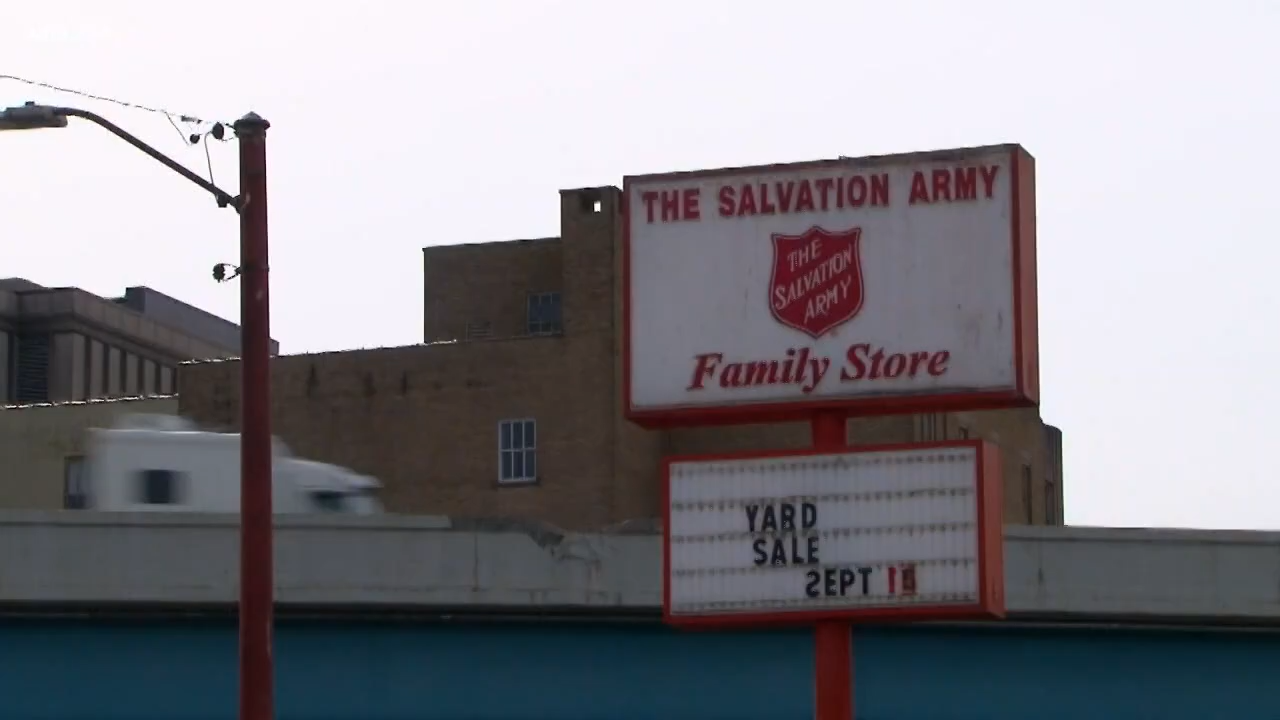 THE SALVATION ARMY
THE
SALVATION
ARMY
Family Store
YARD
SALE
SEPT